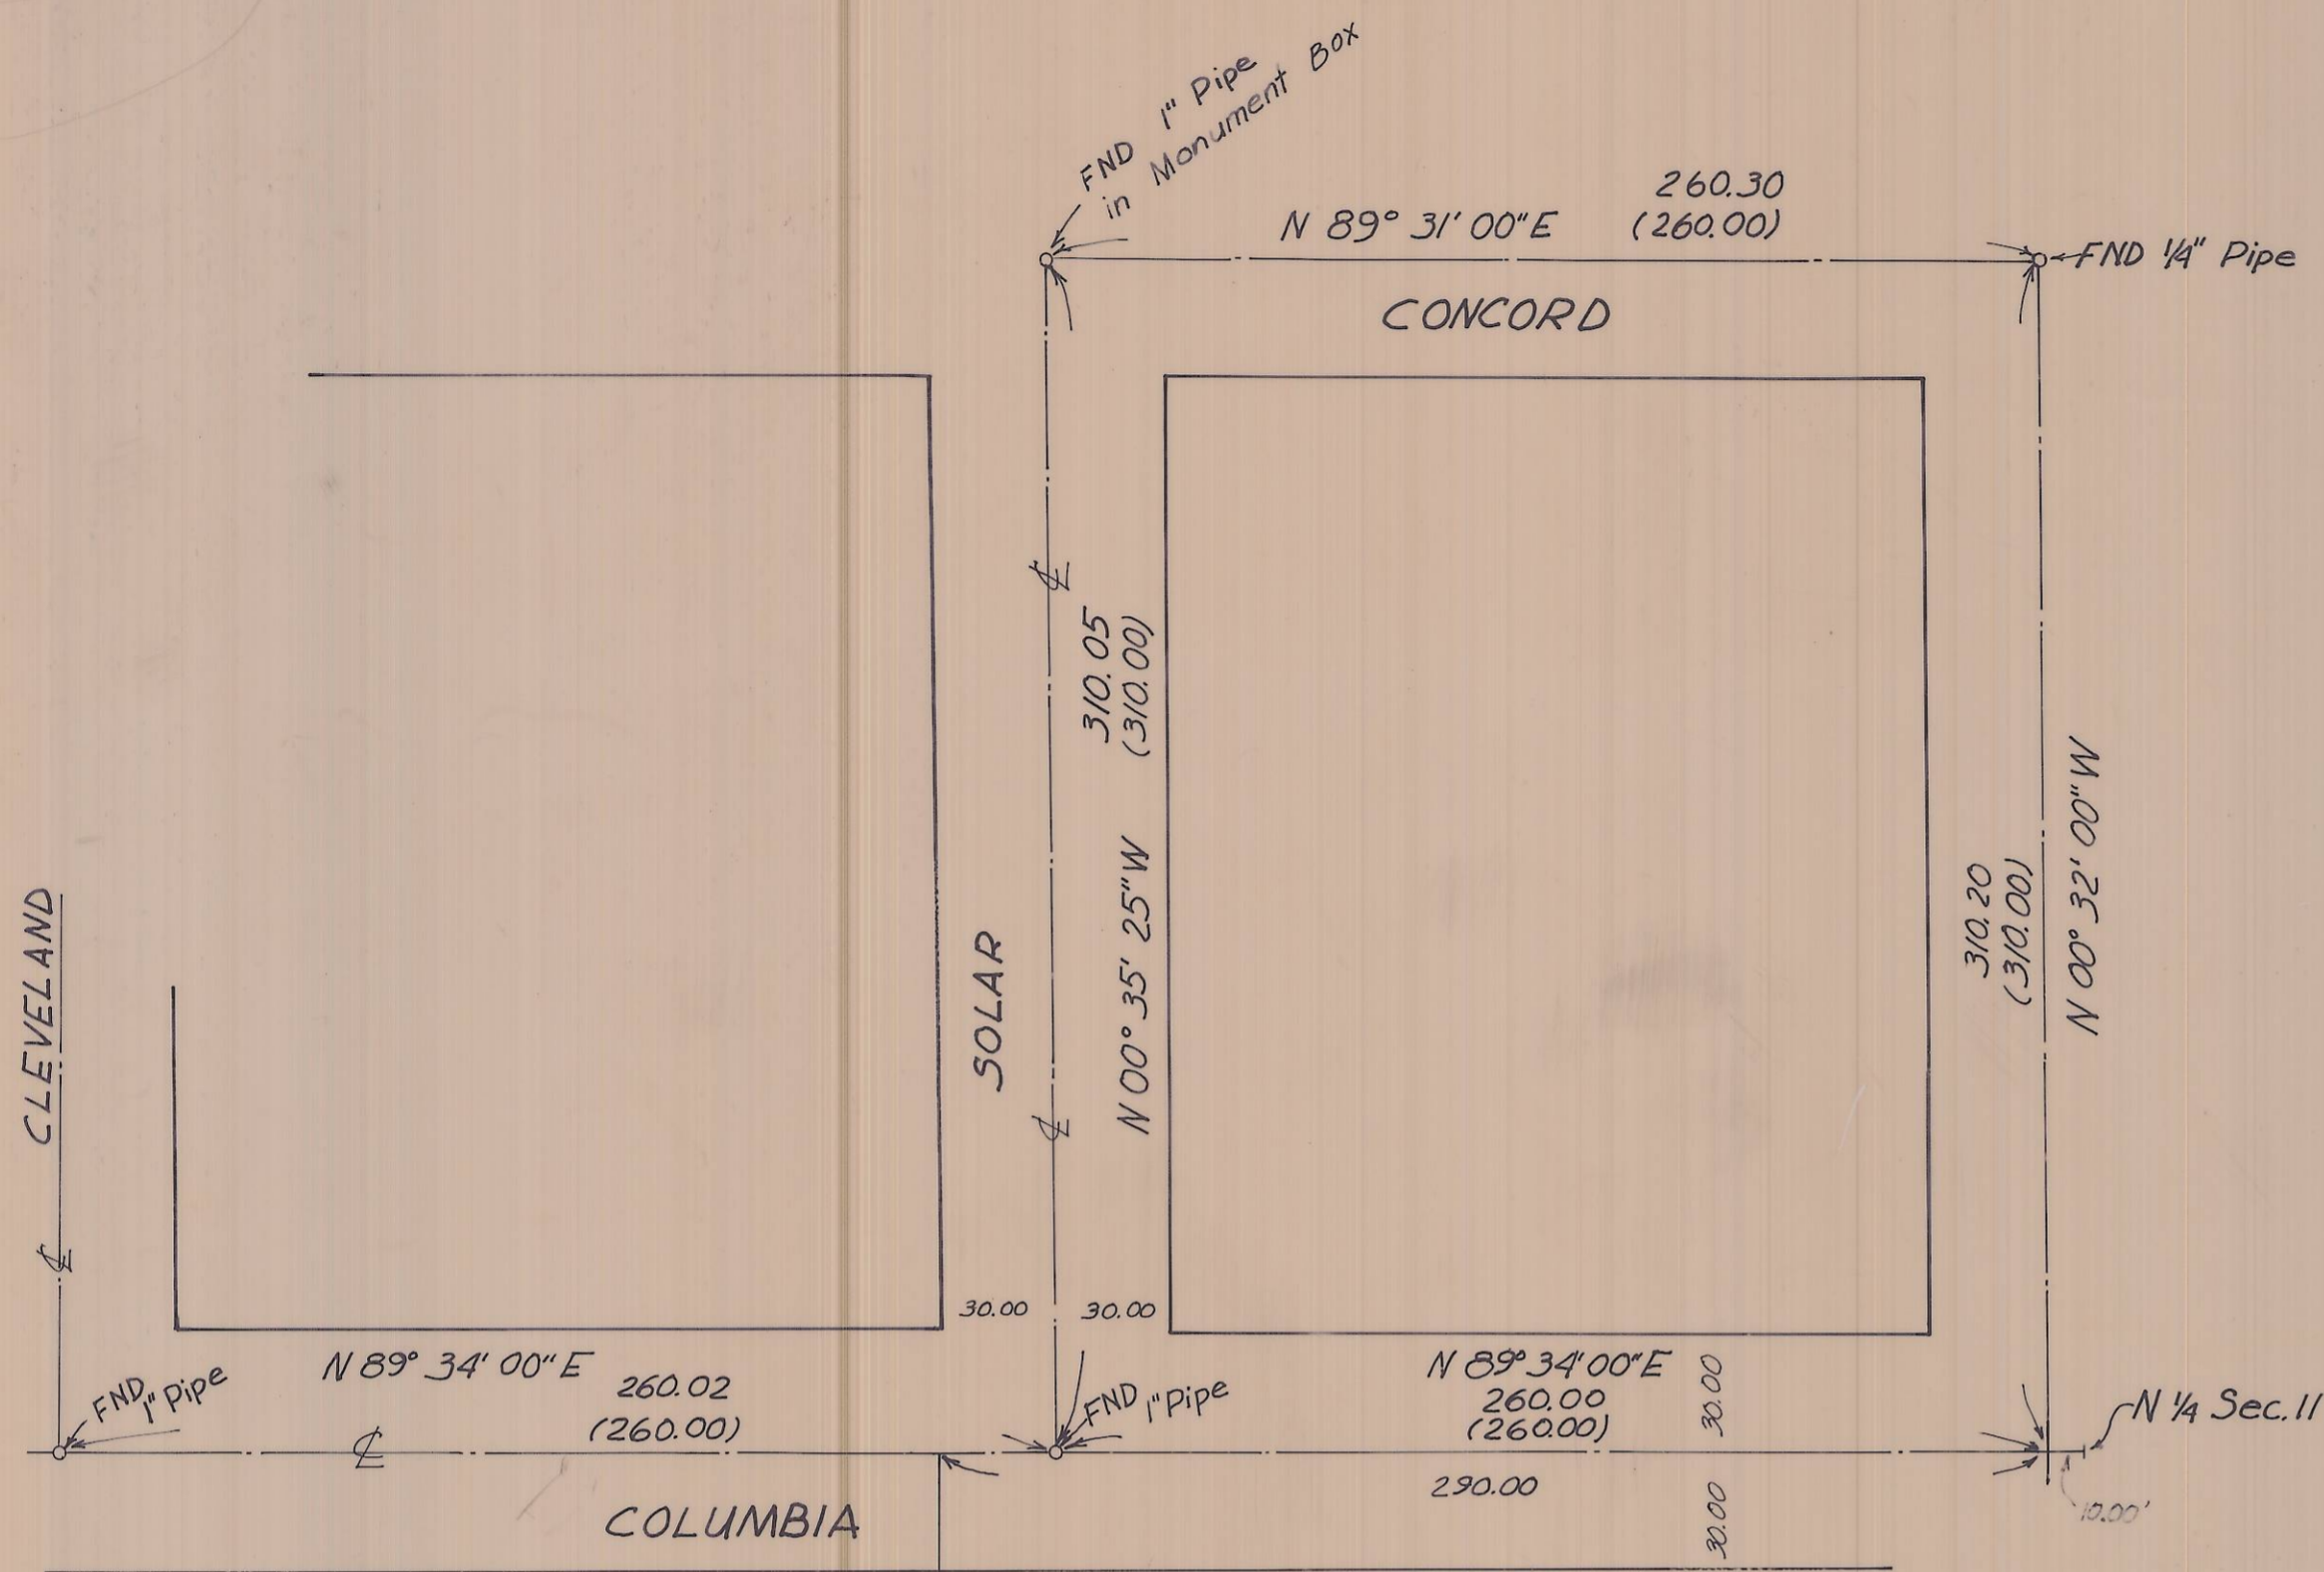 FND 1" Pipe
in Monument Box
260.30
N 89° 31' 00" E (260.00)
FND 1/4" Pipe
CONCORD
℄
310.05
(310.00)
N 00° 35' 25" W
SOLAR
℄
310.20
(310.00)
N 00° 32' 00" W
CLEVELAND
℄
30.00 30.00
N 89° 34' 00" E
260.02
(260.00)
FND 1" Pipe
℄
FND 1" Pipe
N 89° 34' 00" E
260.00
(260.00)
30.00
N 1/4 Sec. 11
290.00
30.00
10.00'
COLUMBIA